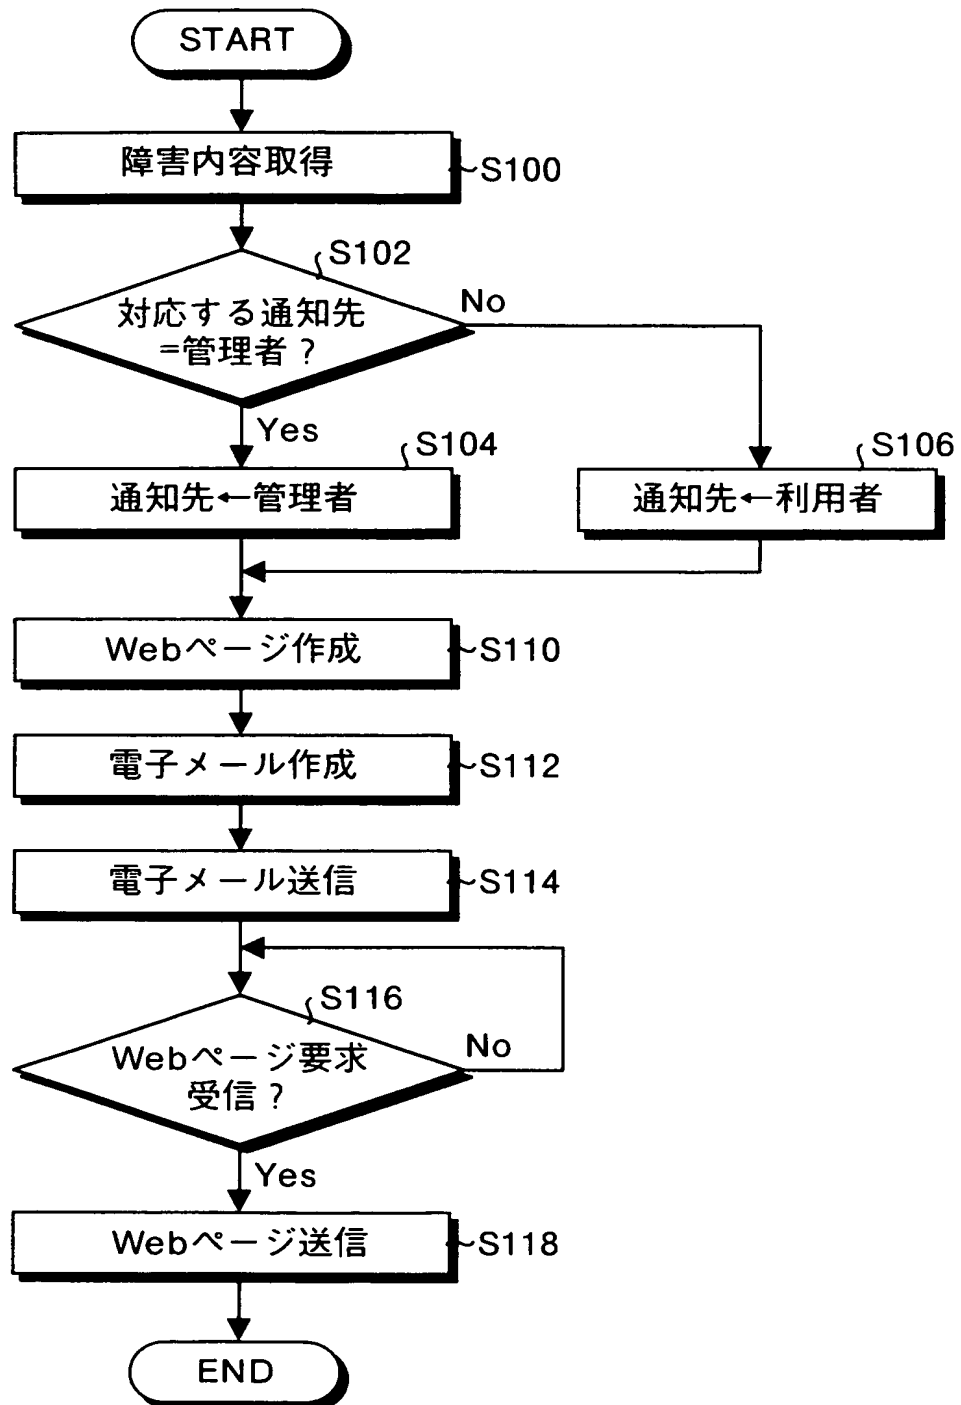 START
障害内容取得
S100
S102
対応する通知先
=管理者?
No
Yes
S104
通知先←管理者
S106
通知先←利用者
Webページ作成
S110
電子メール作成
S112
電子メール送信
S114
S116
Webページ要求
受信?
No
Yes
Webページ送信
S118
END